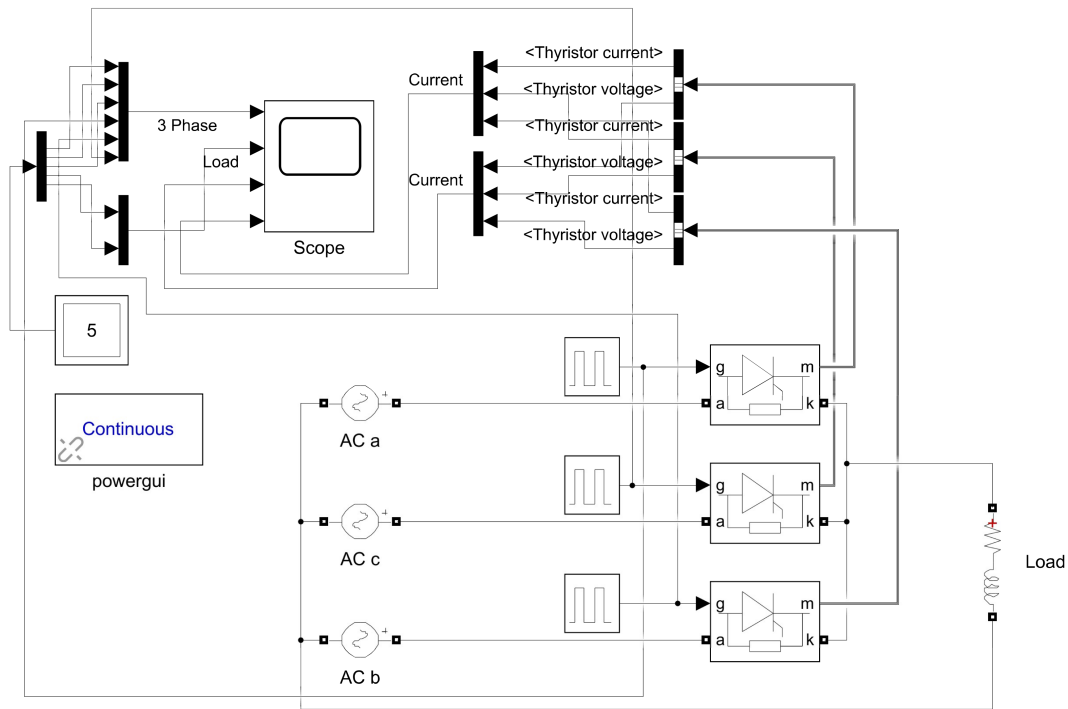 <Thyristor current>
Current
<Thyristor voltage>
<Thyristor current>
3 Phase
Load
<Thyristor voltage>
Current
<Thyristor current>
<Thyristor voltage>
Scope
5
g m
a k
Continuous
AC a
powergui
g m
a k
AC c
Load
g m
a k
AC b